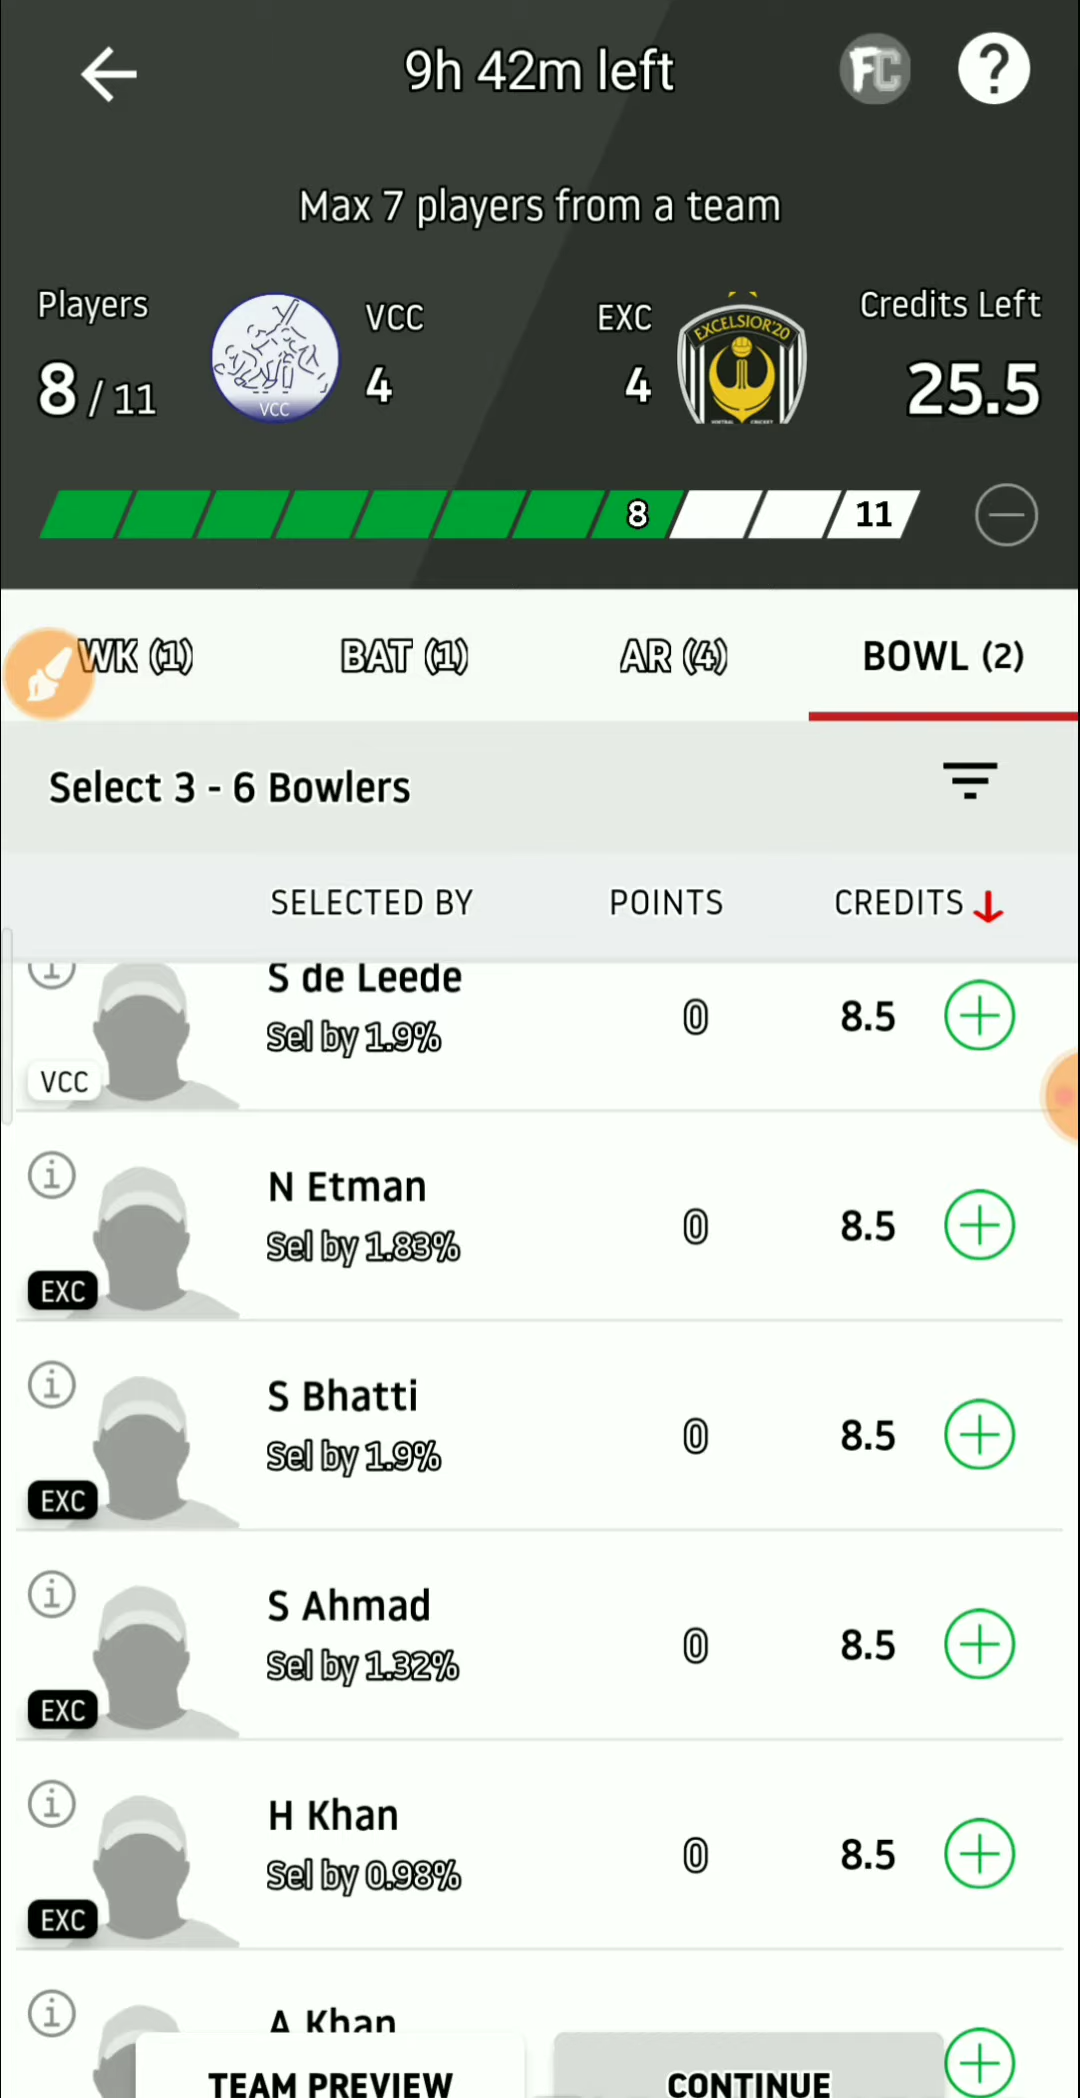 9h 42m left
FC
?
Max 7 players from a team
Players
8 / 11
VCC
VCC
4
EXC
4
EXCELSIOR'20
Credits Left
25.5
8
11
WK (1)
BAT (1)
AR (4)
BOWL (2)
Select 3 - 6 Bowlers
SELECTED BY
POINTS
CREDITS
S de Leede
Sel by 1.9%
0
8.5
VCC
N Etman
Sel by 1.83%
0
8.5
EXC
S Bhatti
Sel by 1.9%
0
8.5
EXC
S Ahmad
Sel by 1.32%
0
8.5
EXC
H Khan
Sel by 0.98%
0
8.5
EXC
A Khan
TEAM PREVIEW
CONTINUE